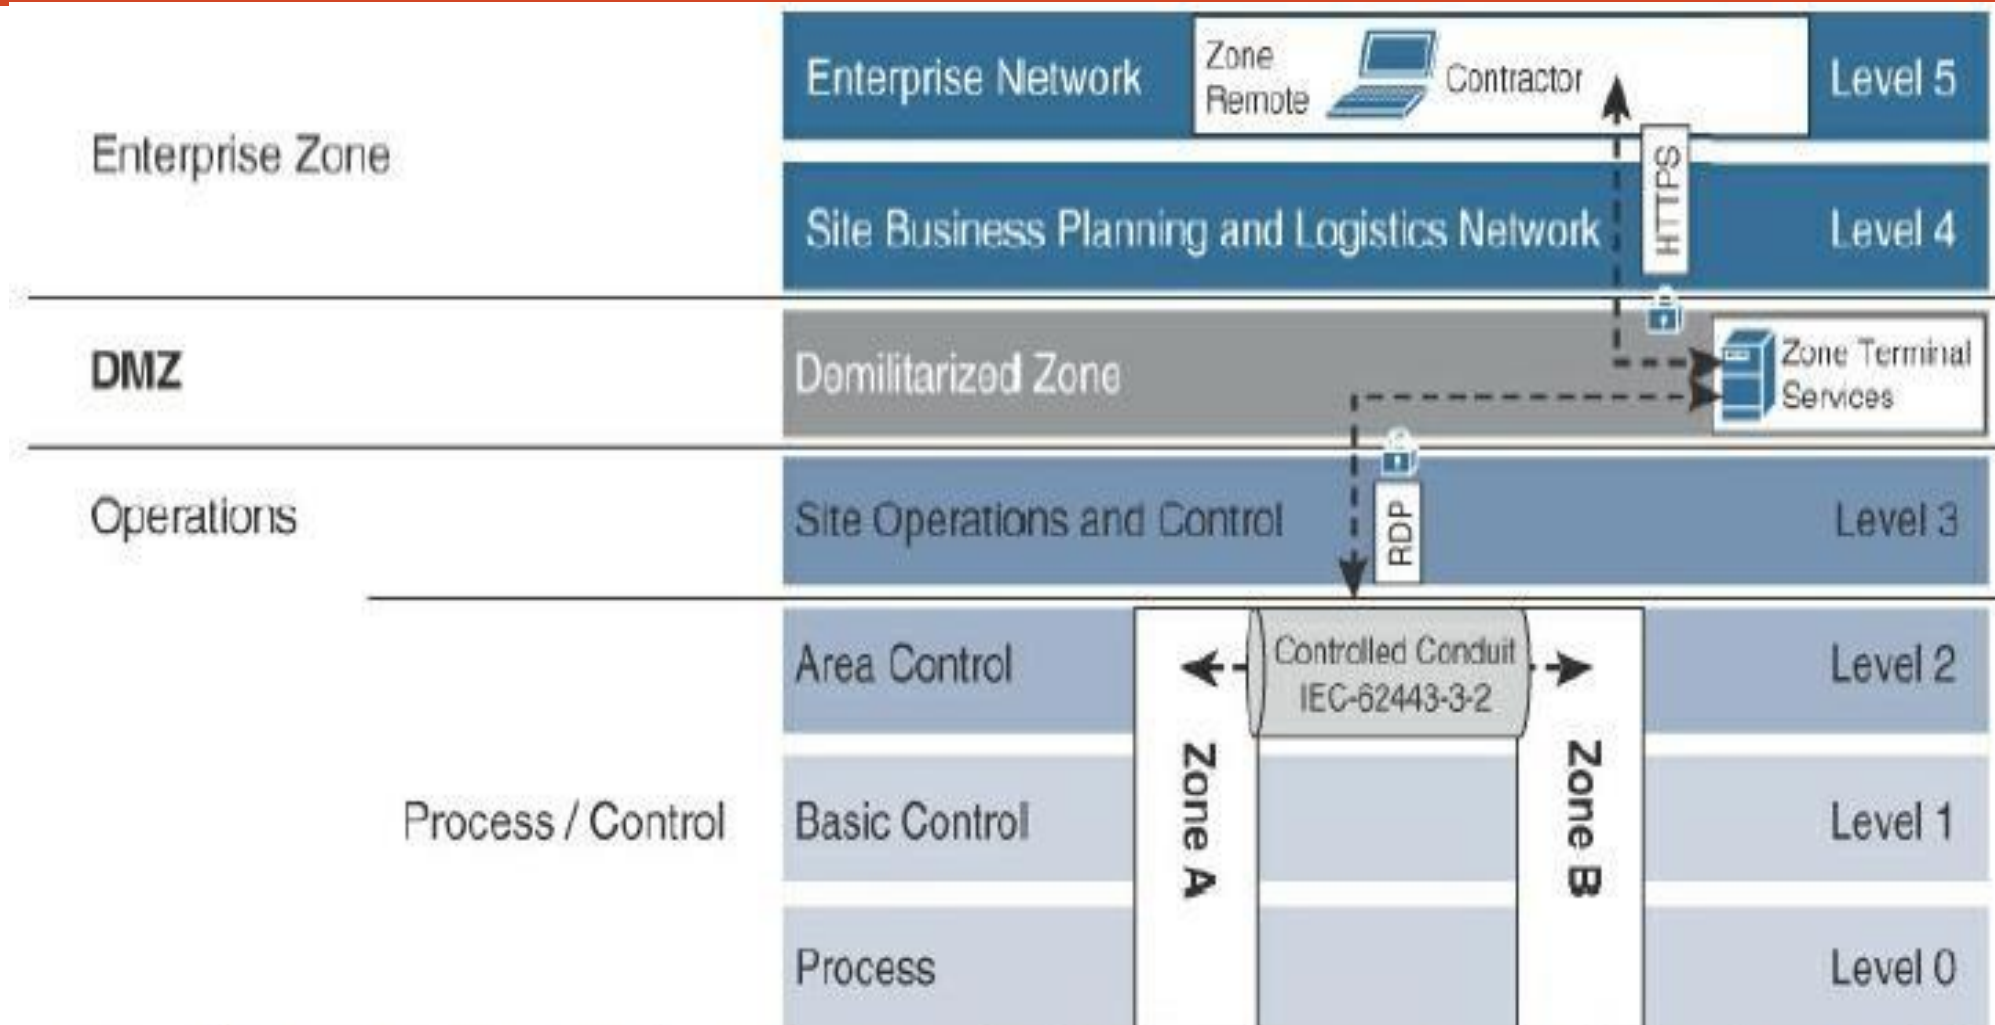 Enterprise Zone
Enterprise Network
Zone
Remote
Contractor
Level 5
HTTPS
Site Business Planning and Logistics Network
Level 4
DMZ
Demilitarized Zone
Zone Terminal
Services
Operations
Site Operations and Control
RDP
Level 3
Process / Control
Area Control
Controlled Conduit
IEC-62443-3-2
Level 2
Zone A
Zone B
Basic Control
Level 1
Process
Level 0